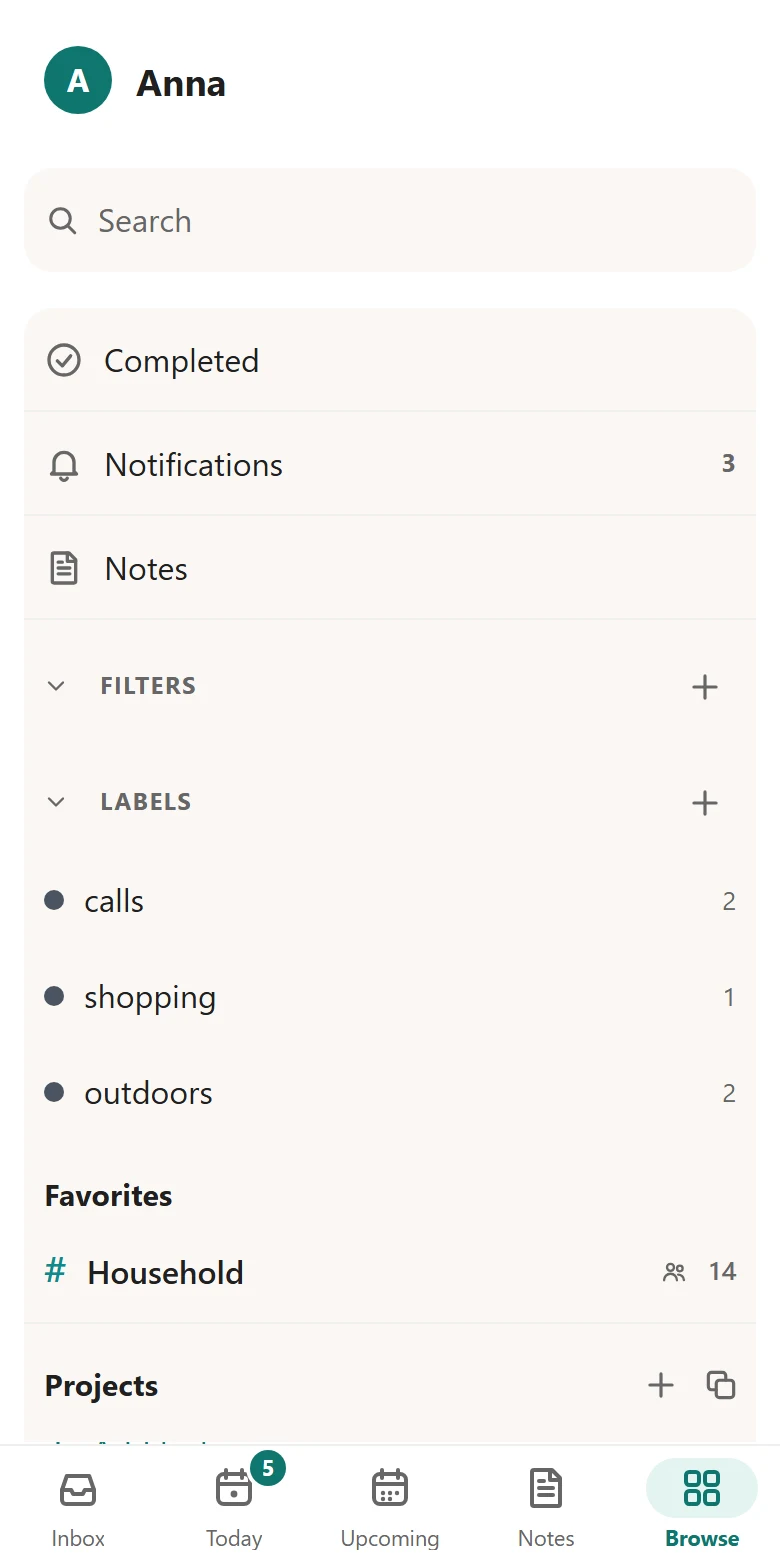 A Anna
Search
Completed
Notifications 3
Notes
FILTERS
LABELS
calls 2
shopping 1
outdoors 2
Favorites
# Household 14
Projects
5
Inbox Today Upcoming Notes Browse